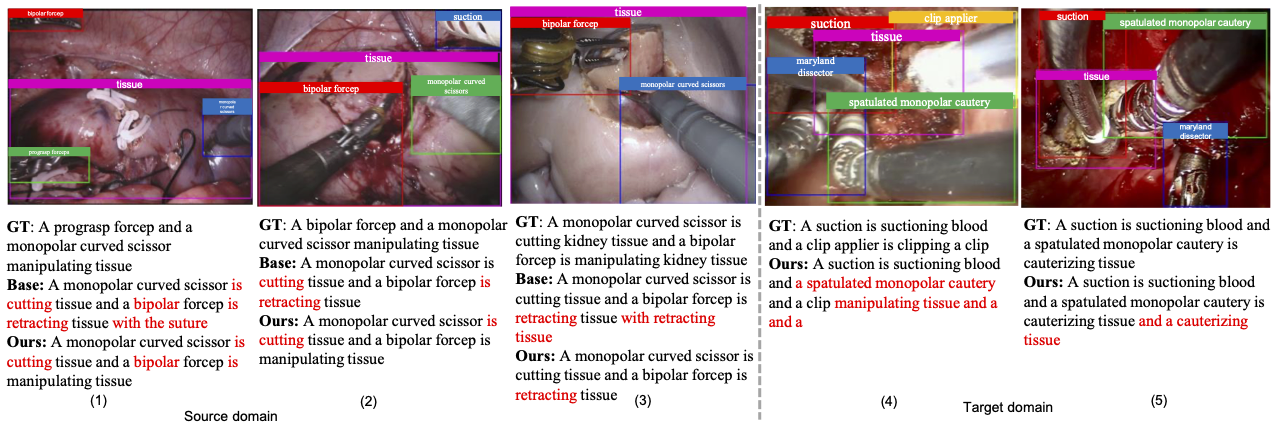 bipolar forcep
tissue
monopolar curved scissors
prograsp forceps
GT: A prograsp forcep and a
monopolar curved scissor
manipulating tissue
Base: A monopolar curved scissor is
cutting tissue and a bipolar forcep is
retracting tissue with the suture
Ours: A monopolar curved scissor is
cutting tissue and a bipolar forcep is
manipulating tissue
(1)
suction
tissue
bipolar forcep
monopolar curved
scissors
GT: A bipolar forcep and a monopolar
curved scissor manipulating tissue
Base: A monopolar curved scissor is
cutting tissue and a bipolar forcep is
retracting tissue
Ours: A monopolar curved scissor is
cutting tissue and a bipolar forcep is
manipulating tissue
(2)
tissue
bipolar forcep
monopolar curved scissors
GT: A monopolar curved scissor is
cutting kidney tissue and a bipolar
forcep is manipulating kidney tissue
Base: A monopolar curved scissor is
cutting tissue and a bipolar forcep is
retracting tissue with retracting
tissue
Ours: A monopolar curved scissor is
cutting tissue and a bipolar forcep is
retracting tissue
(3)
Source domain
suction
clip applier
tissue
maryland
dissector
spatulated monopolar cautery
GT: A suction is suctioning blood
and a clip applier is clipping a clip
Ours: A suction is suctioning blood
and a spatulated monopolar cautery
and a clip manipulating tissue and a
and a
(4)
suction
spatulated monopolar cautery
tissue
maryland
dissector
GT: A suction is suctioning blood and
a spatulated monopolar cautery is
cauterizing tissue
Ours: A suction is suctioning blood
and a spatulated monopolar cautery is
cauterizing tissue and a cauterizing
tissue
(5)
Target domain